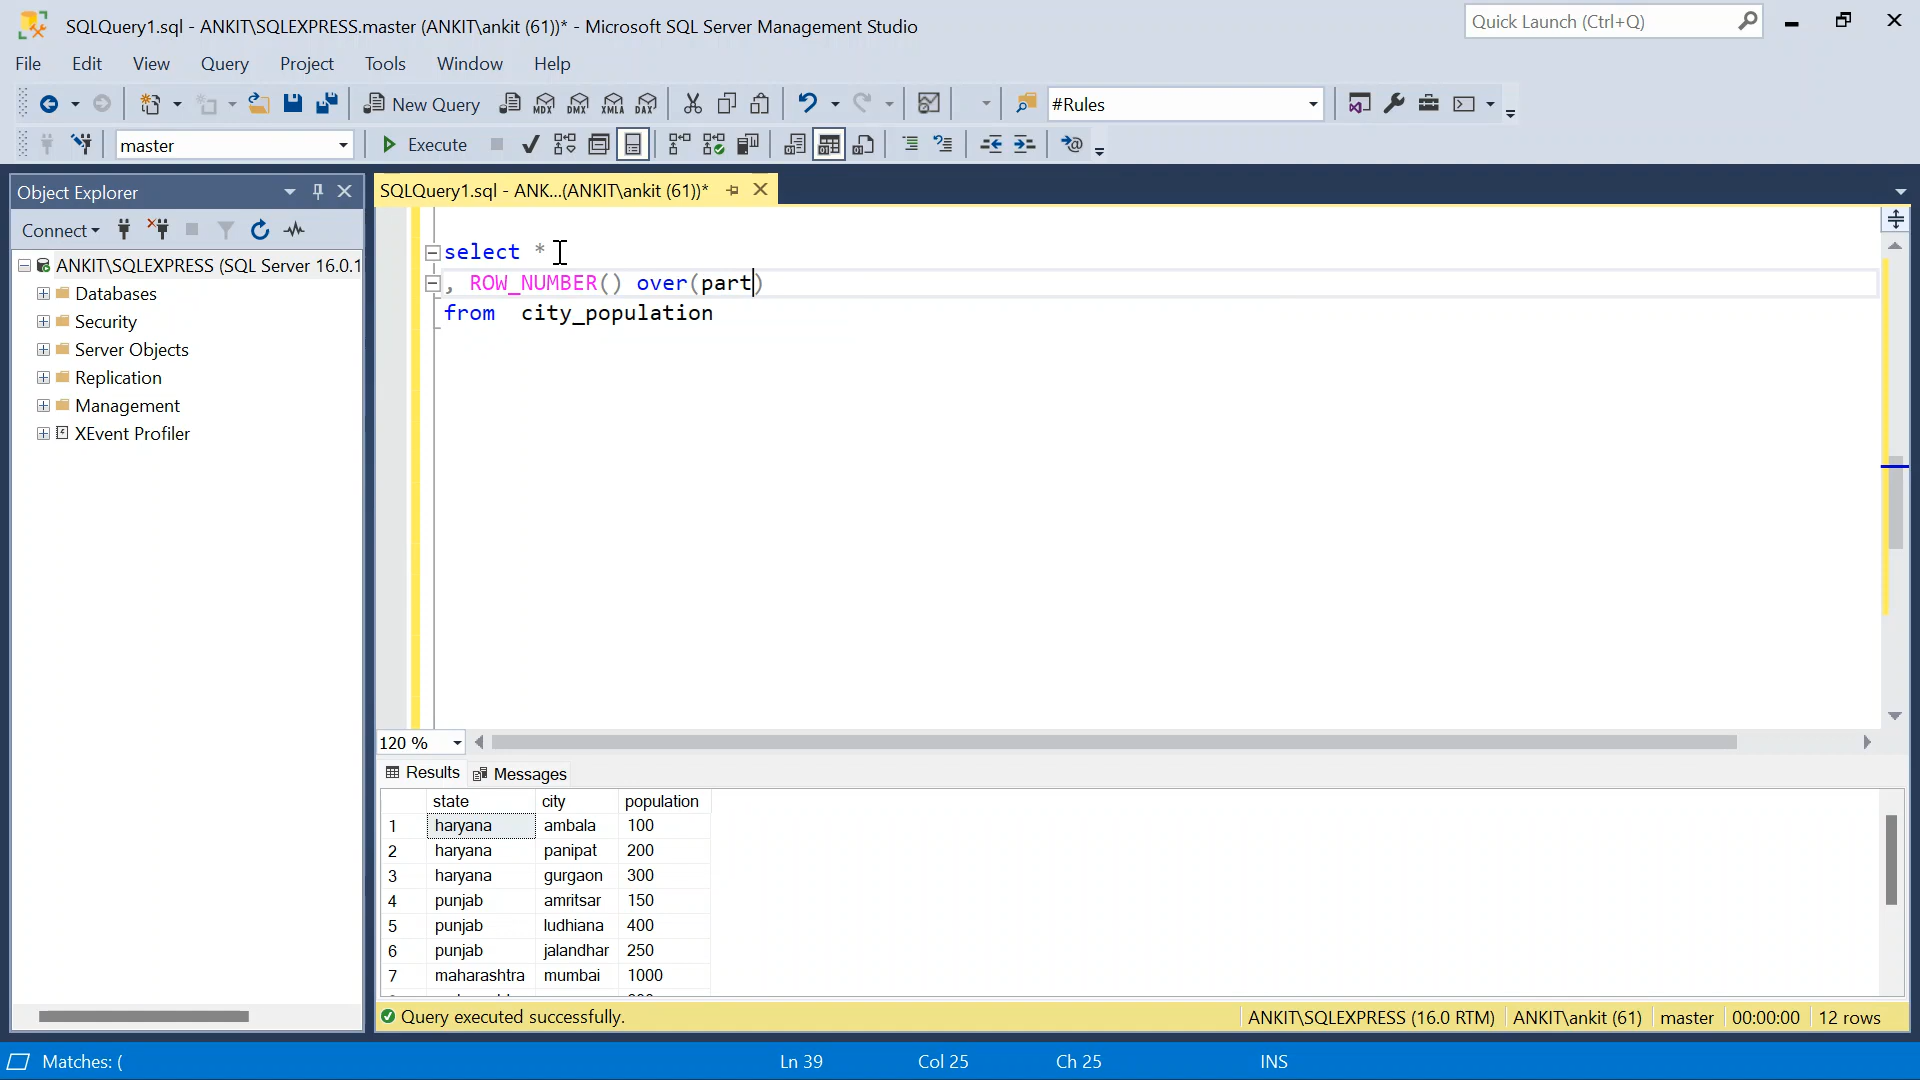 SQLQuery1.sql - ANKIT\SQLEXPRESS.master (ANKIT\ankit (61))* - Microsoft SQL Server Management Studio
Quick Launch (Ctrl+Q)
File Edit View Query Project Tools Window Help
New Query MDX DMX XMLA DAX #Rules
master Execute
Object Explorer
SQLQuery1.sql - ANK...(ANKIT\ankit (61))*
Connect
ANKIT\SQLEXPRESS (SQL Server 16.0.1
Databases
Security
Server Objects
Replication
Management
XEvent Profiler
select *
, ROW_NUMBER() over(part)
from  city_population
120 %
Results Messages
state city population
1 haryana ambala 100
2 haryana panipat 200
3 haryana gurgaon 300
4 punjab amritsar 150
5 punjab ludhiana 400
6 punjab jalandhar 250
7 maharashtra mumbai 1000
Query executed successfully.
ANKIT\SQLEXPRESS (16.0 RTM) ANKIT\ankit (61) master 00:00:00 12 rows
Matches: ( Ln 39 Col 25 Ch 25 INS